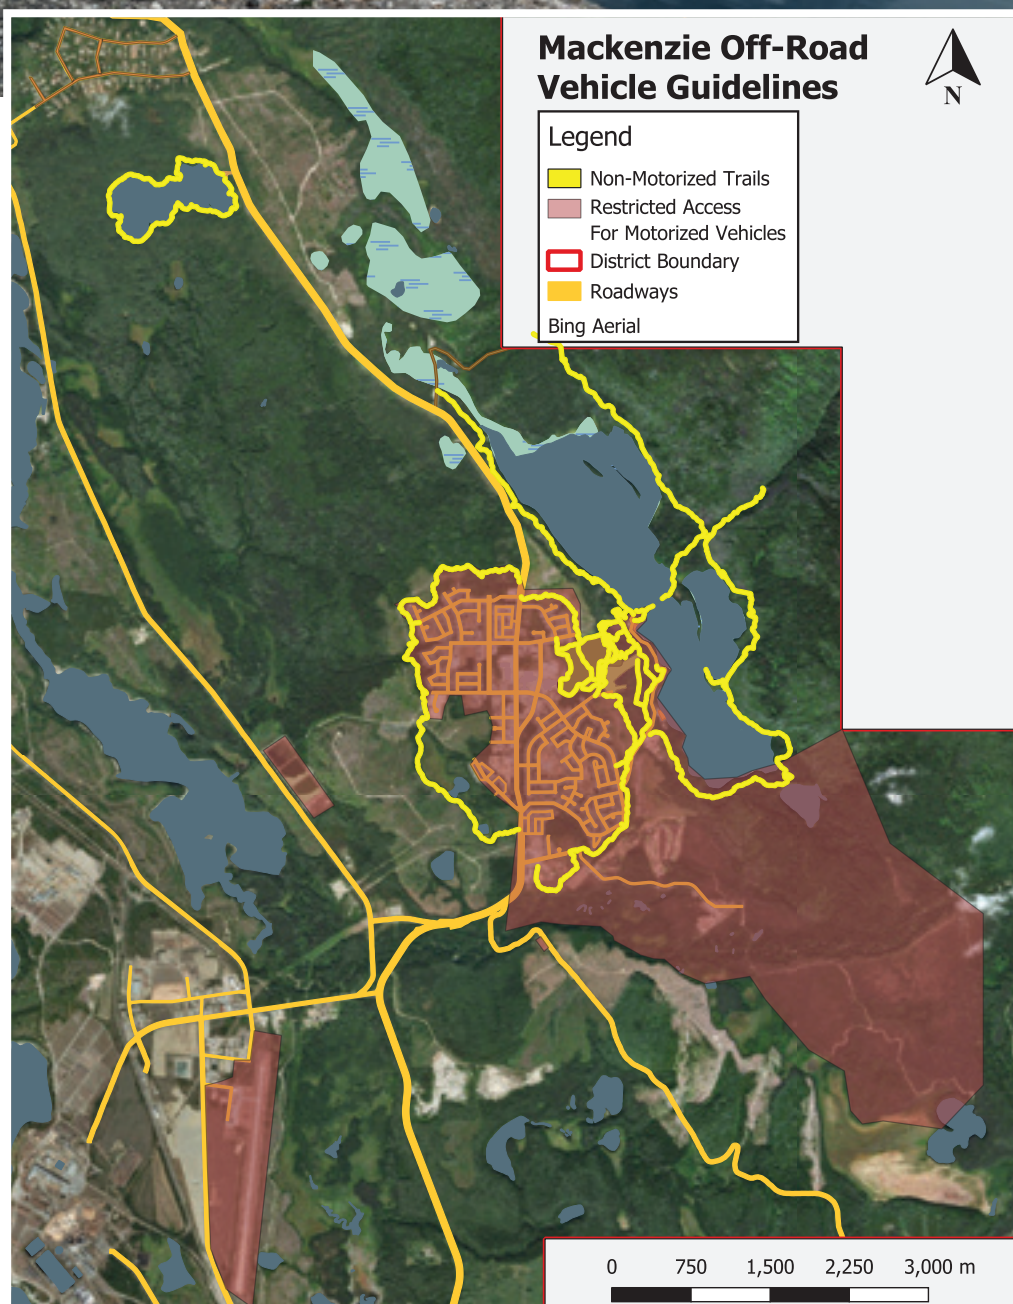 Mackenzie Off-Road
Vehicle Guidelines
N
Legend
Non-Motorized Trails
Restricted Access
For Motorized Vehicles
District Boundary
Roadways
Bing Aerial
0 750 1,500 2,250 3,000 m